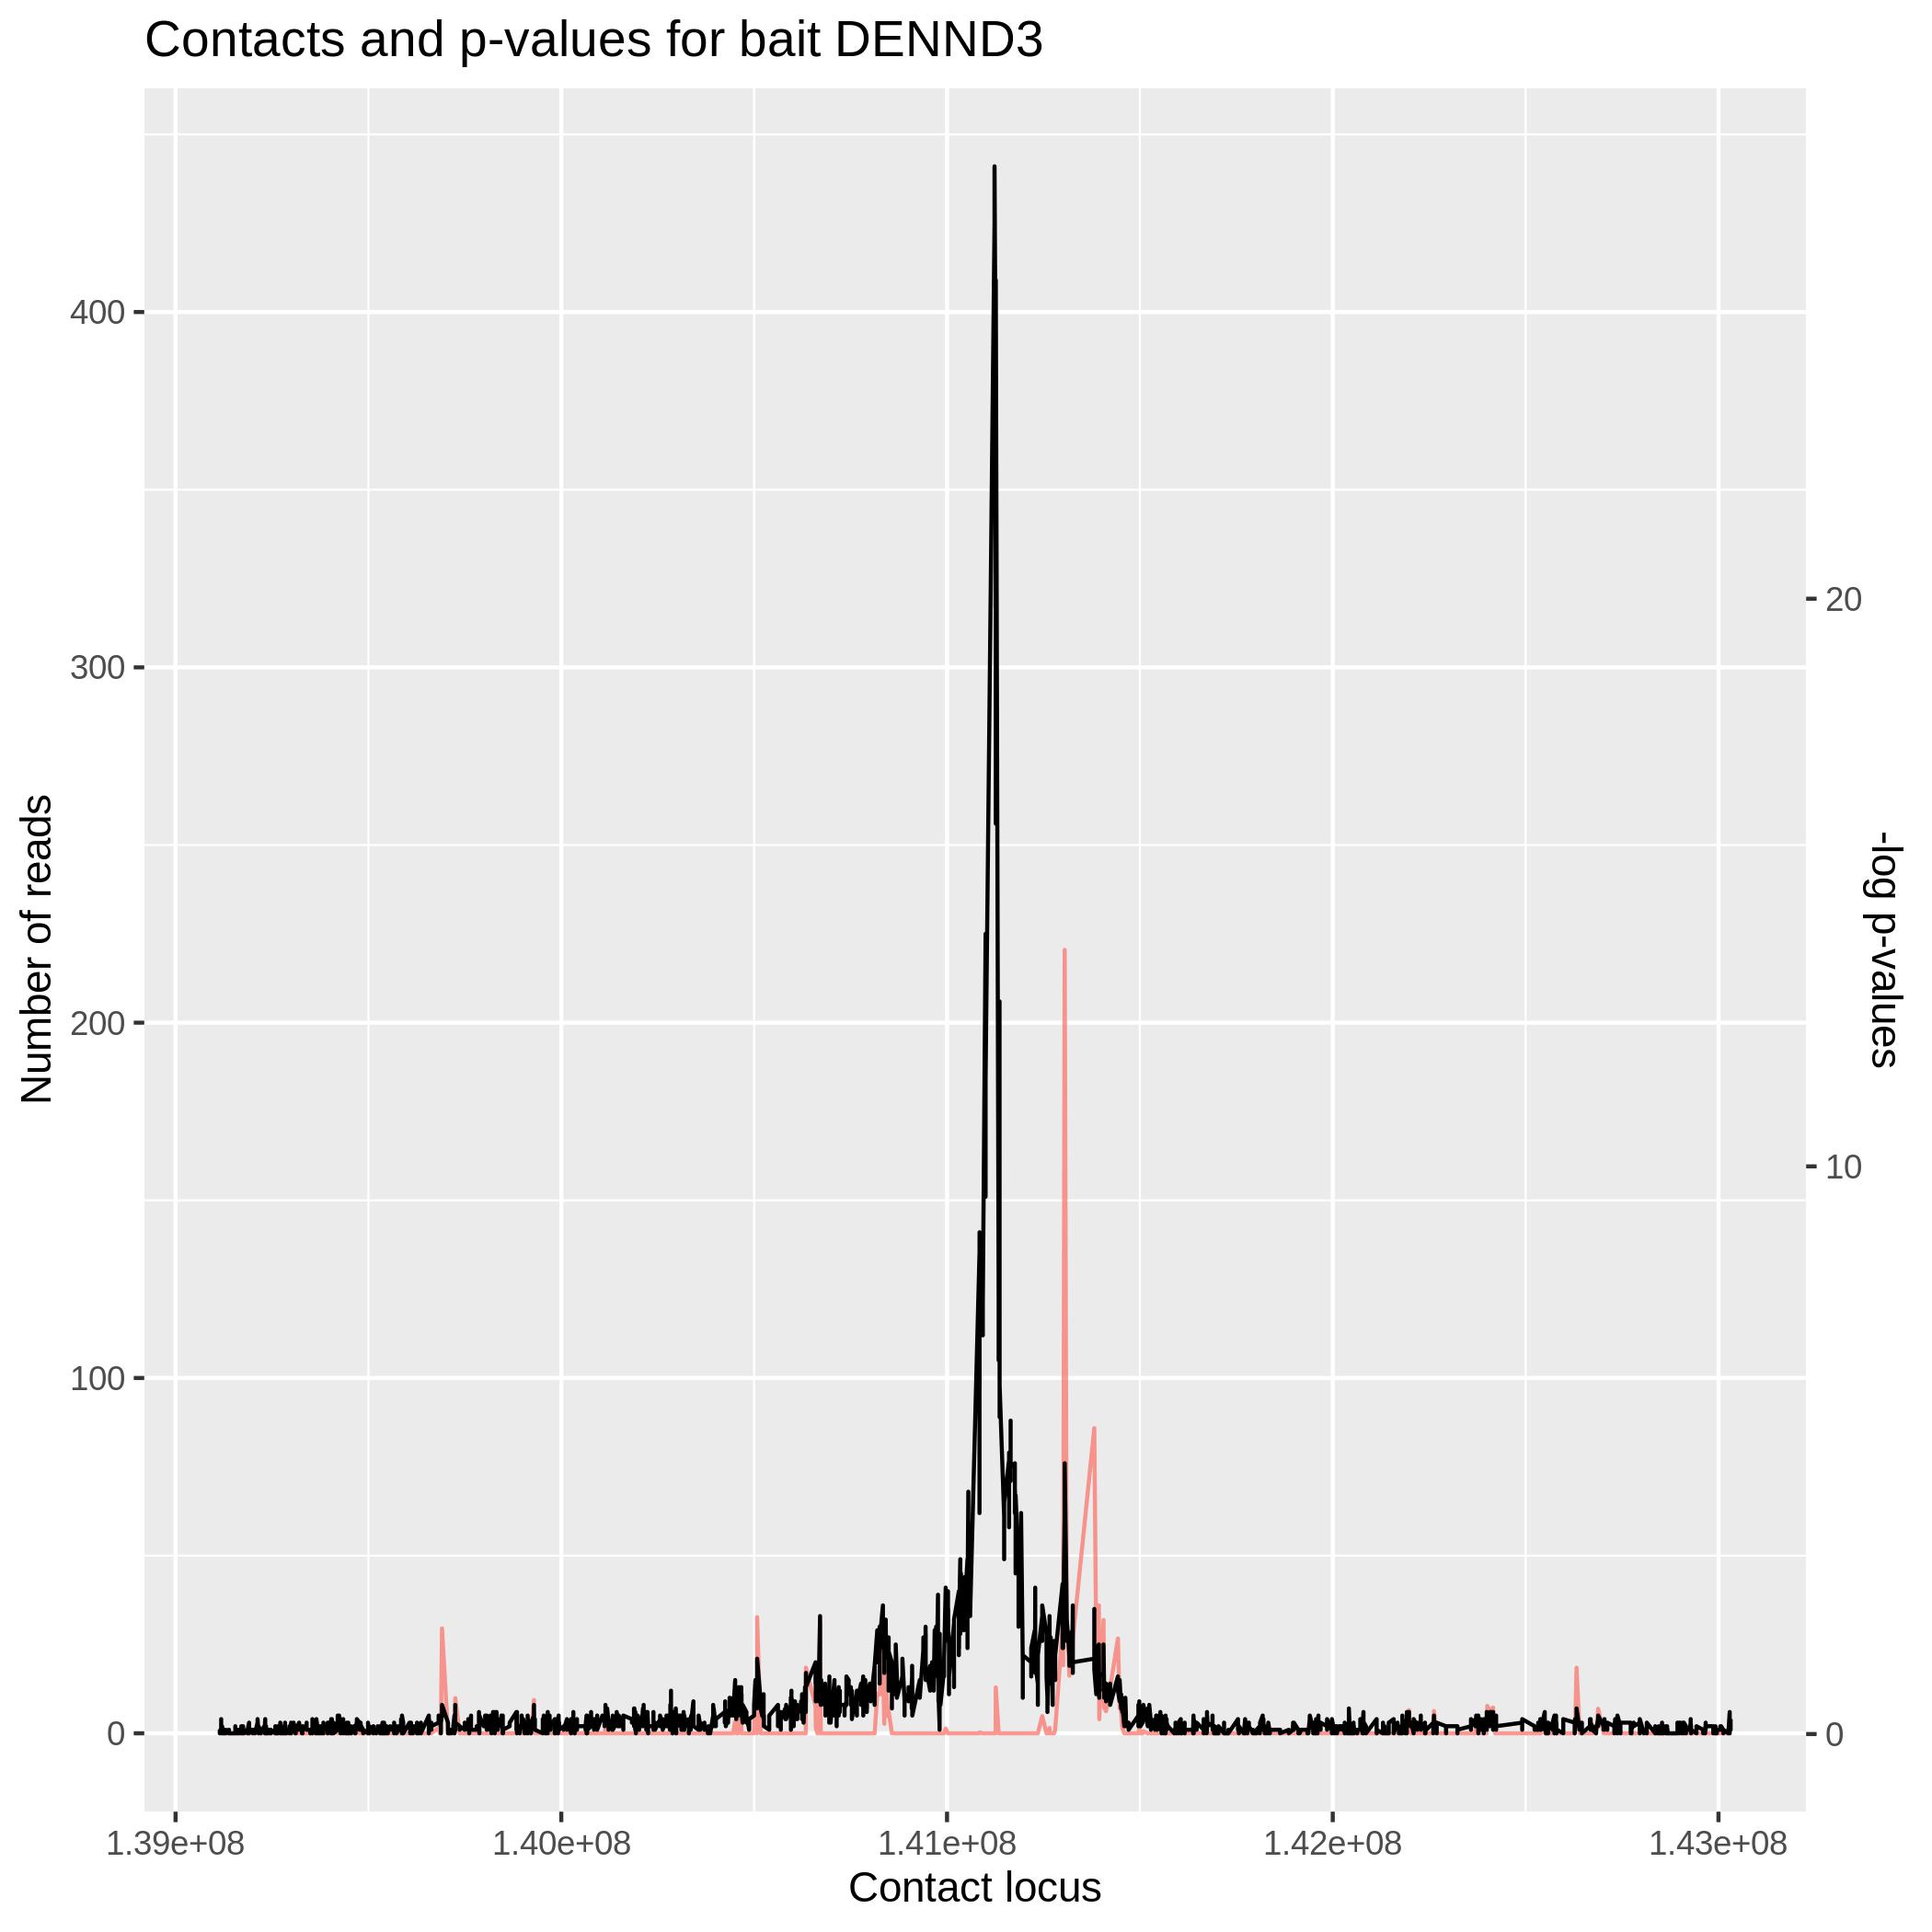 Contacts and p-values for bait DENND3
400
300
200
100
0
Number of reads
20
10
0
-log p-values
1.39e+08
1.40e+08
1.41e+08
1.42e+08
1.43e+08
Contact locus